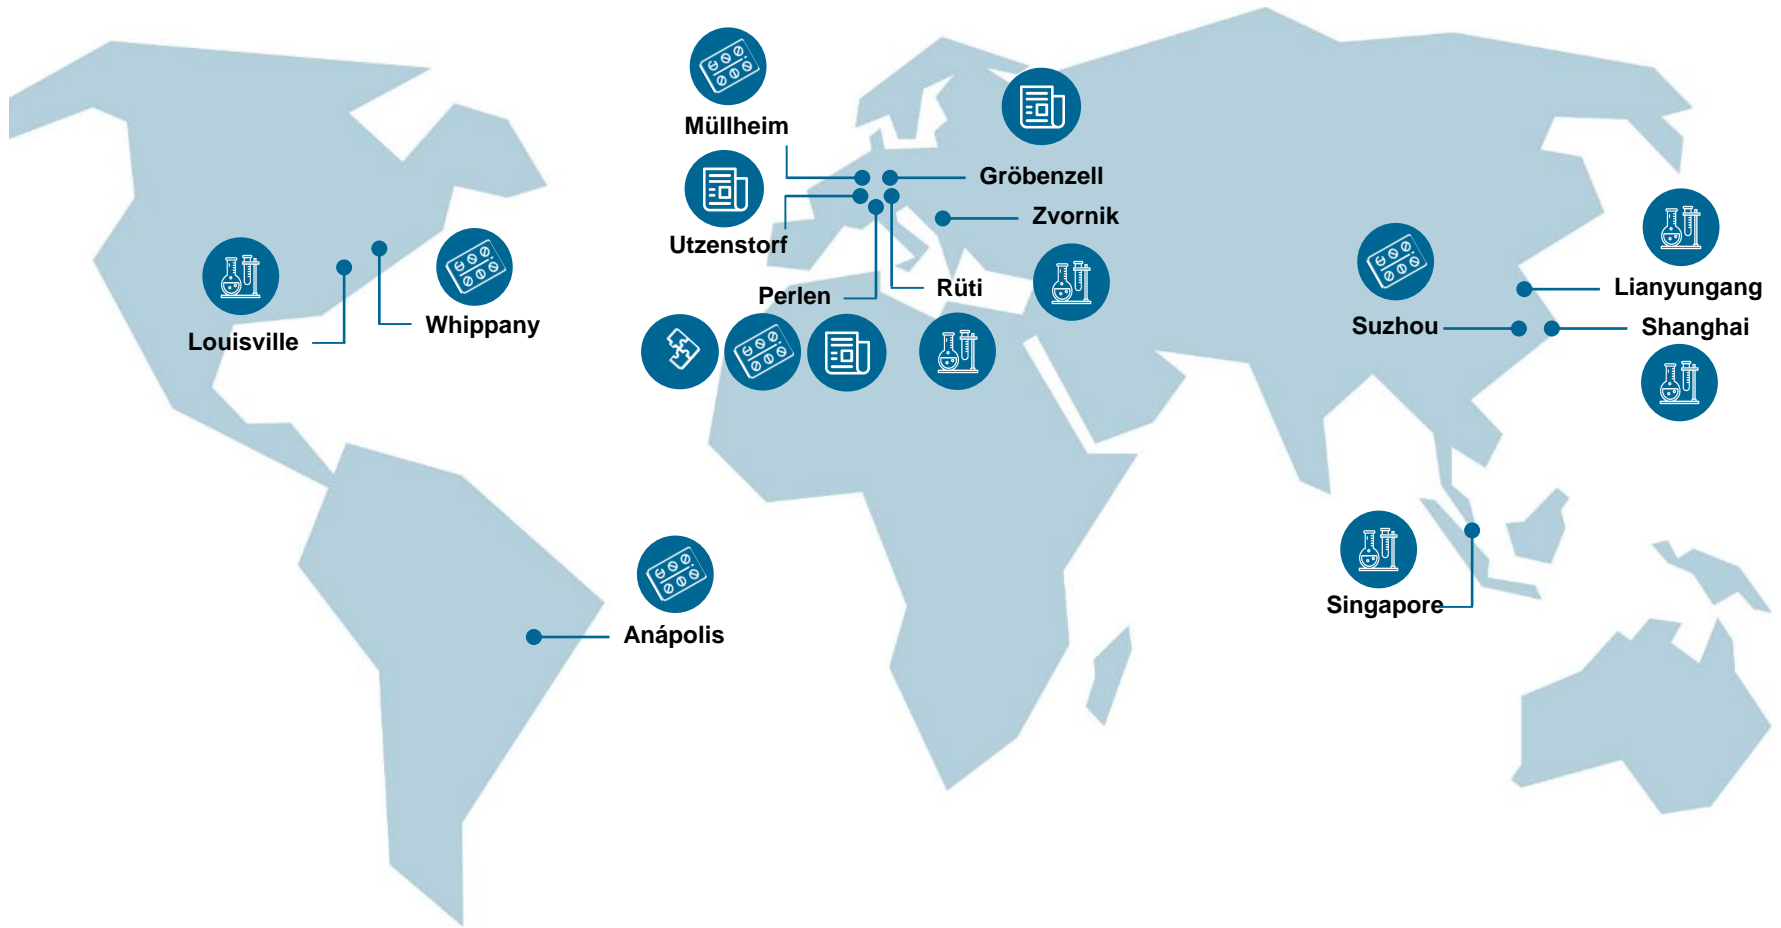 Müllheim
Gröbenzell
Zvornik
Utzenstorf
Perlen
Rüti
Lianyungang
Suzhou
Shanghai
Whippany
Louisville
Singapore
Anápolis